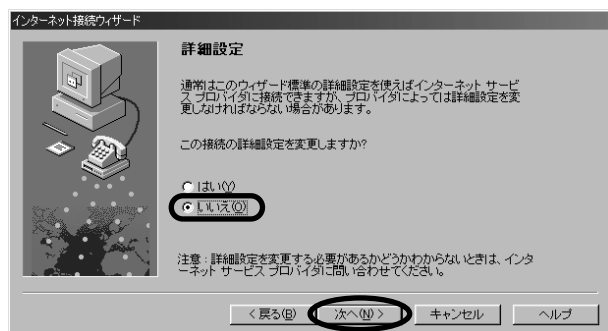 インターネット接続ウィザード
詳細設定
通常はこのウィザード標準の詳細設定を使えばインターネット サービ
ス プロバイダに接続できますが、プロバイダによっては詳細設定を変
更しなければならない場合があります。
この接続の詳細設定を変更しますか?
はい(Y)
いいえ(O)
注意 : 詳細設定を変更する必要があるかどうかわからないときは、インタ
ーネット サービス プロバイダに問い合わせてください。
< 戻る(B) 次へ(N) > キャンセル ヘルプ